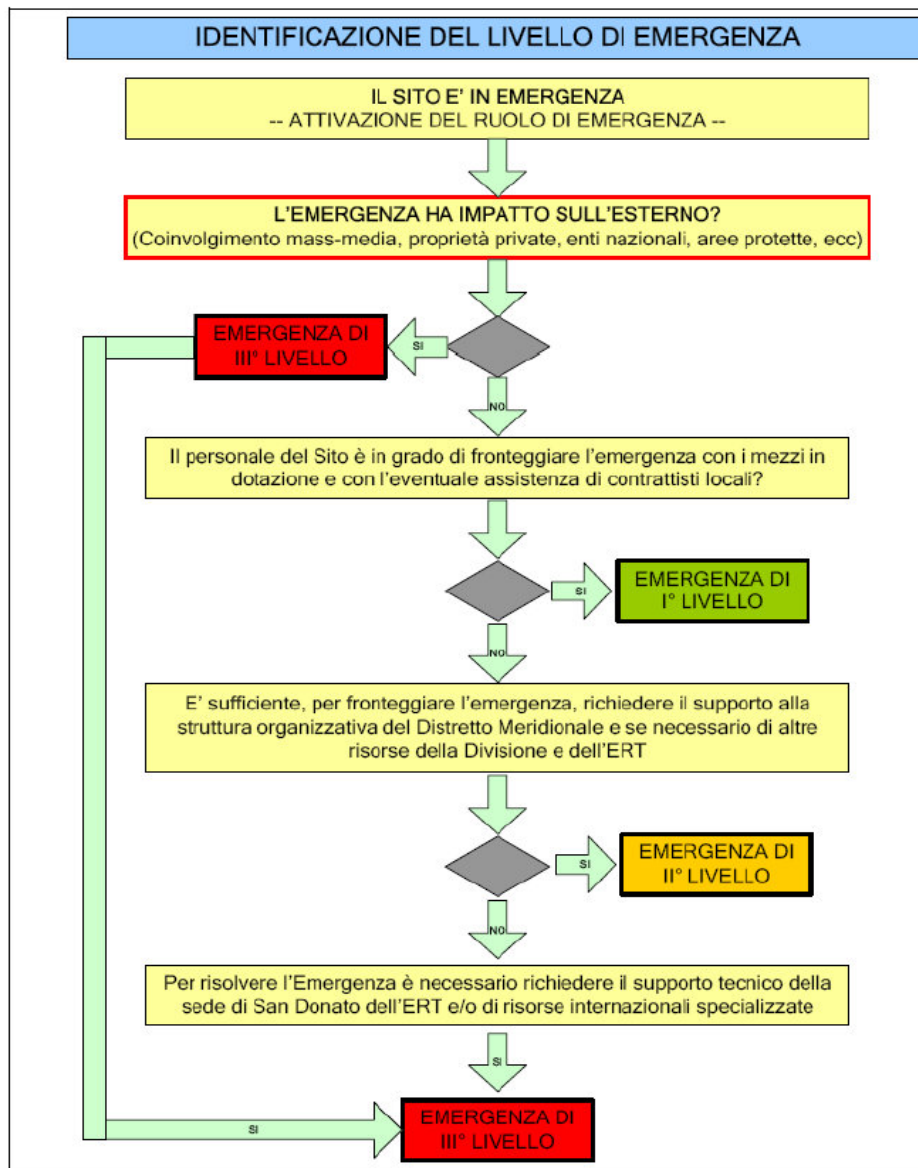 IDENTIFICAZIONE DEL LIVELLO DI EMERGENZA
IL SITO E' IN EMERGENZA
-- ATTIVAZIONE DEL RUOLO DI EMERGENZA --
L'EMERGENZA HA IMPATTO SULL'ESTERNO?
(Coinvolgimento mass-media, proprietà private, enti nazionali, aree protette, ecc)
EMERGENZA DI
III° LIVELLO
SI
NO
Il personale del Sito è in grado di fronteggiare l'emergenza con i mezzi in
dotazione e con l'eventuale assistenza di contrattisti locali?
SI
EMERGENZA DI
I° LIVELLO
NO
E' sufficiente, per fronteggiare l'emergenza, richiedere il supporto alla
struttura organizzativa del Distretto Meridionale e se necessario di altre
risorse della Divisione e dell'ERT
SI
EMERGENZA DI
II° LIVELLO
NO
Per risolvere l'Emergenza è necessario richiedere il supporto tecnico della
sede di San Donato dell'ERT e/o di risorse internazionali specializzate
SI
SI
EMERGENZA DI
III° LIVELLO